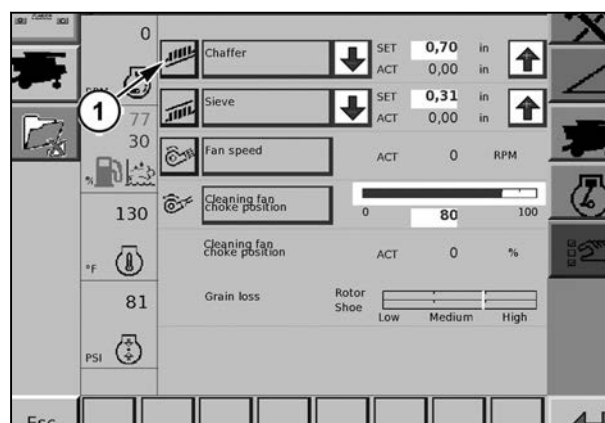 0
Chaffer
SET 0,70 in
ACT 0,00 in
1
Sieve
SET 0,31 in
ACT 0,00 in
77
30
%
Fan speed
ACT 0 RPM
130
Cleaning fan
choke position
0 80 100
°F
Cleaning fan
choke position
ACT 0 %
81
Grain loss
Rotor
Shoe
Low Medium High
PSI
Esc